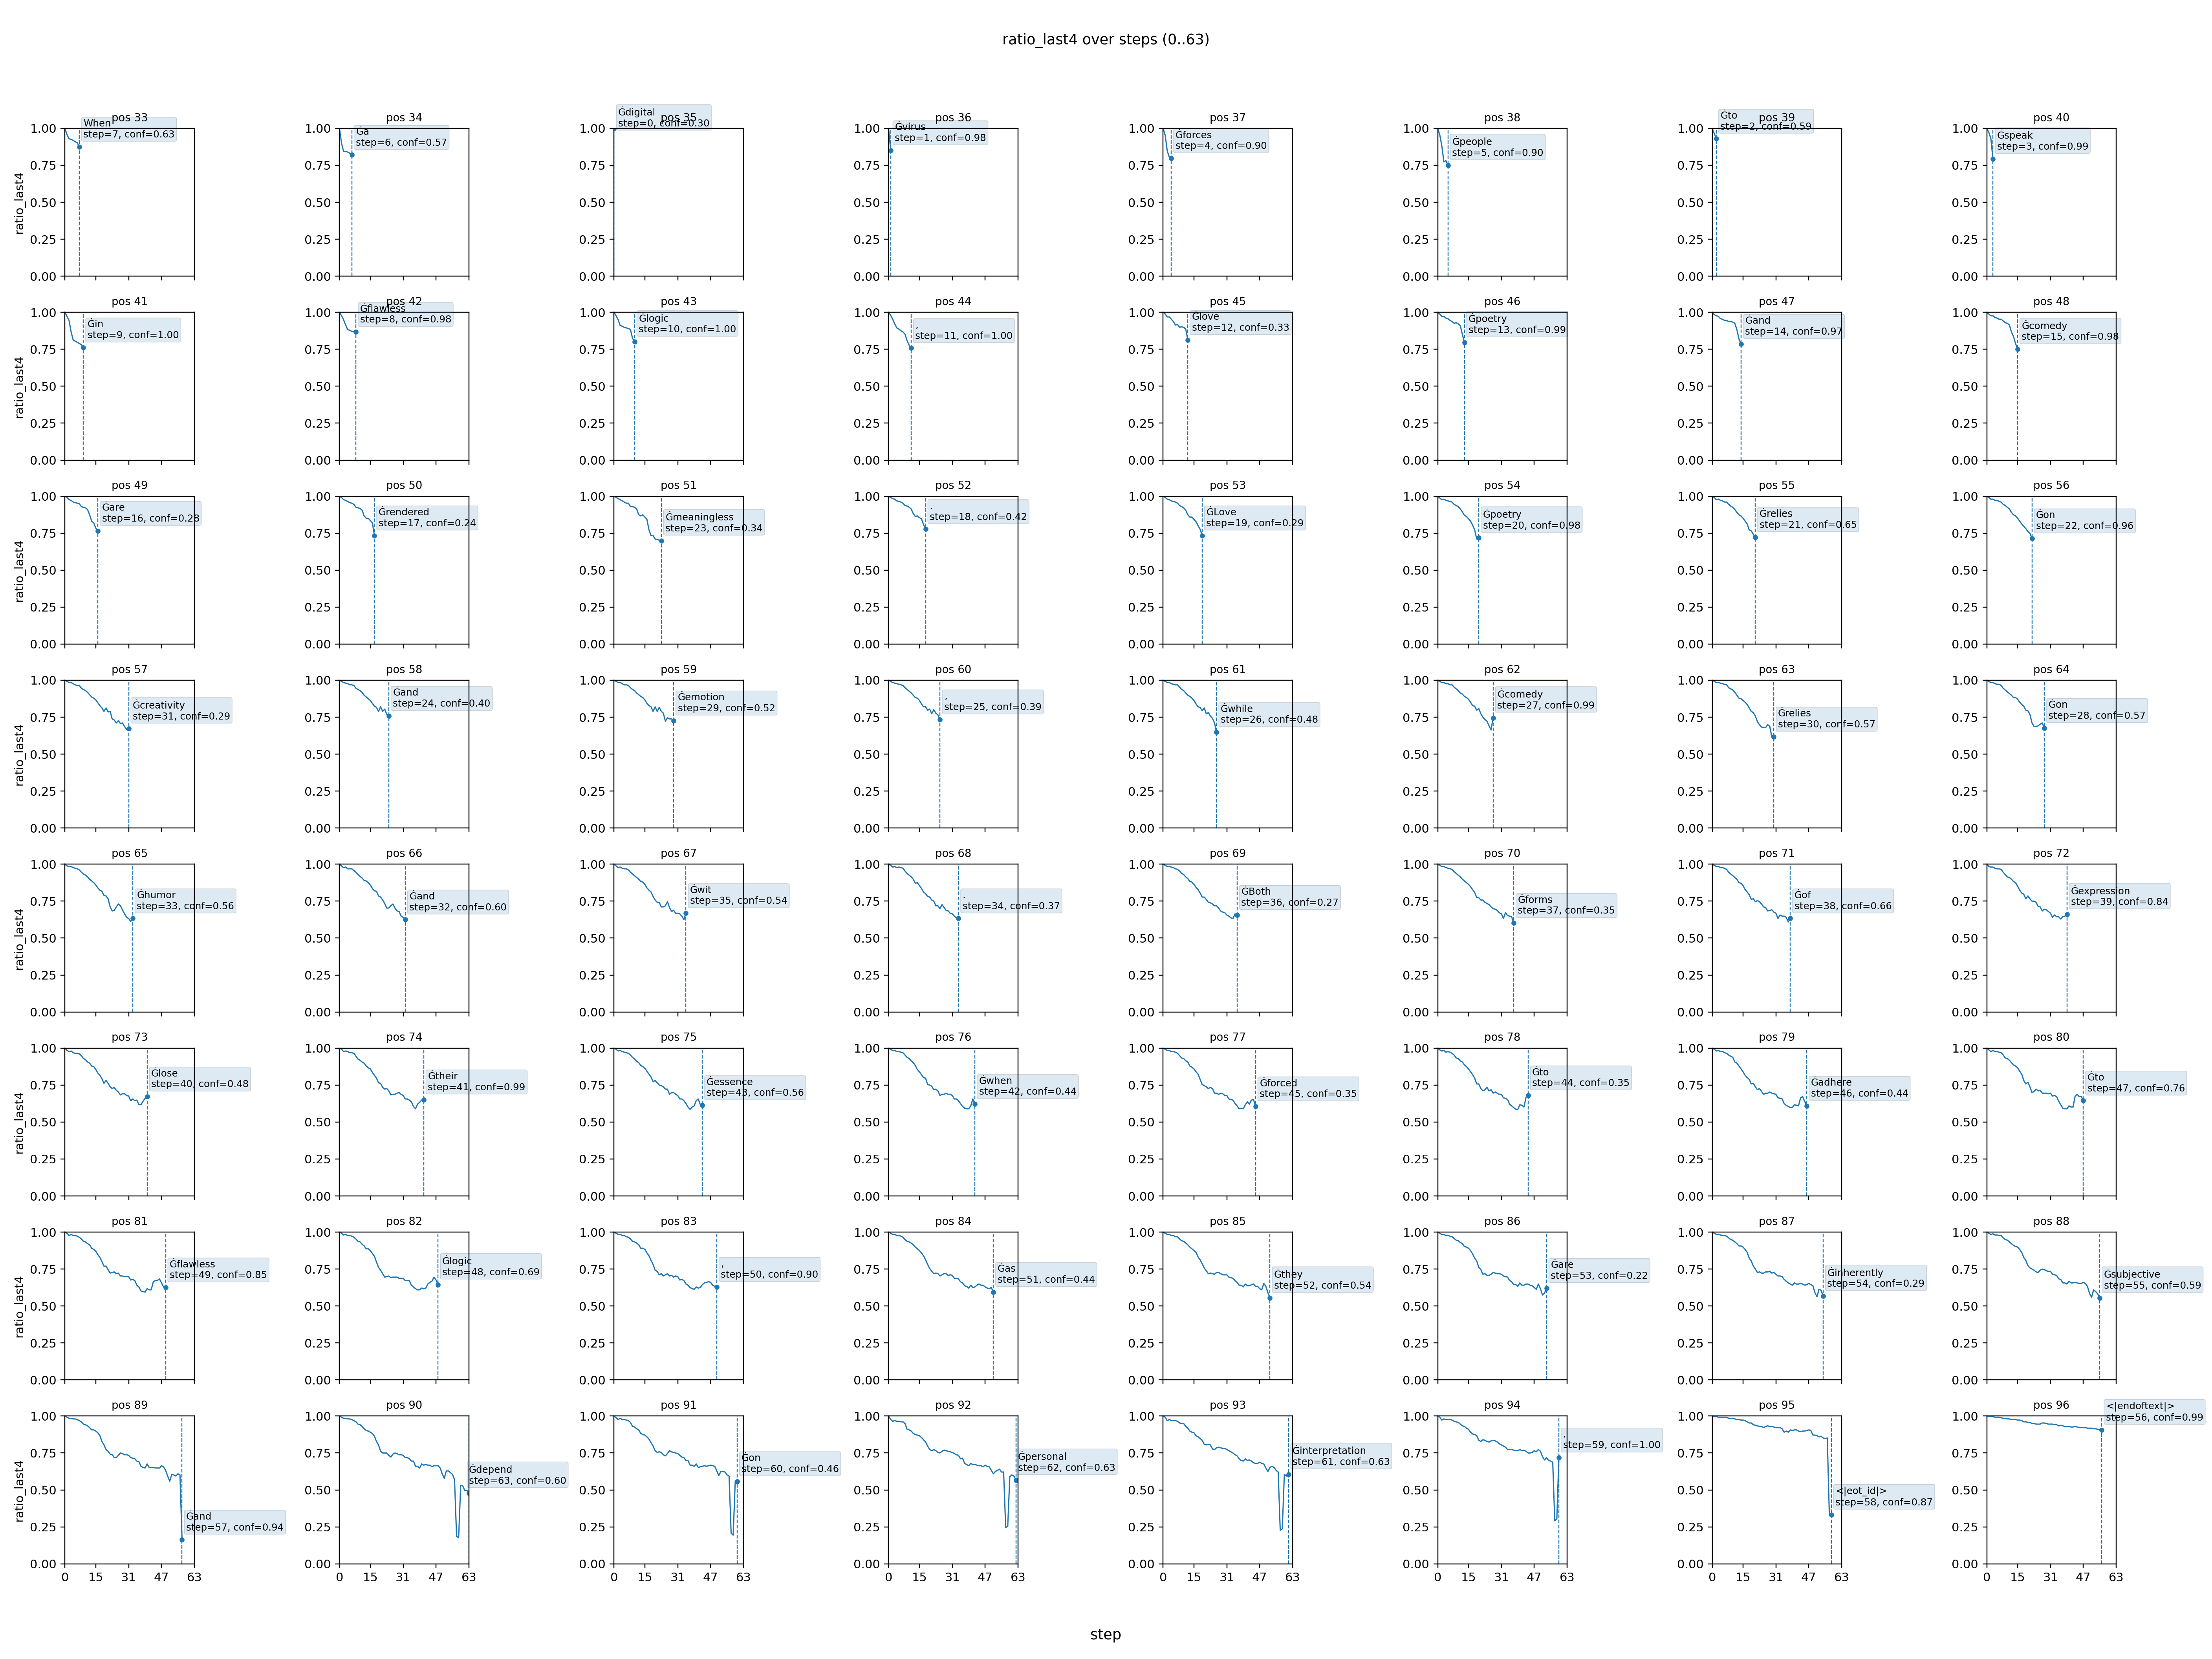 ratio_last4 over steps (0..63)
pos 33
When
step=7, conf=0.63
pos 34
Ġa
step=6, conf=0.57
pos 35
Ġdigital
step=0, conf=0.30
pos 36
Ġvirus
step=1, conf=0.98
pos 37
Ġforces
step=4, conf=0.90
pos 38
Ġpeople
step=5, conf=0.90
pos 39
Ġto
step=2, conf=0.59
pos 40
Ġspeak
step=3, conf=0.99
ratio_last4
1.00
0.75
0.50
0.25
0.00
0 15 31 47 63
pos 41
Ġin
step=9, conf=1.00
pos 42
Ġflawless
step=8, conf=0.98
pos 43
Ġlogic
step=10, conf=1.00
pos 44
,
step=11, conf=1.00
pos 45
Ġlove
step=12, conf=0.33
pos 46
Ġpoetry
step=13, conf=0.99
pos 47
Ġand
step=14, conf=0.97
pos 48
Ġcomedy
step=15, conf=0.98
ratio_last4
pos 49
Ġare
step=16, conf=0.28
pos 50
Ġrendered
step=17, conf=0.24
pos 51
Ġmeaningless
step=23, conf=0.34
pos 52
.
step=18, conf=0.42
pos 53
ĠLove
step=19, conf=0.29
pos 54
Ġpoetry
step=20, conf=0.98
pos 55
Ġrelies
step=21, conf=0.65
pos 56
Ġon
step=22, conf=0.96
ratio_last4
pos 57
Ġcreativity
step=31, conf=0.29
pos 58
Ġand
step=24, conf=0.40
pos 59
Ġemotion
step=29, conf=0.52
pos 60
,
step=25, conf=0.39
pos 61
Ġwhile
step=26, conf=0.48
pos 62
Ġcomedy
step=27, conf=0.99
pos 63
Ġrelies
step=30, conf=0.57
pos 64
Ġon
step=28, conf=0.57
ratio_last4
pos 65
Ġhumor
step=33, conf=0.56
pos 66
Ġand
step=32, conf=0.60
pos 67
Ġwit
step=35, conf=0.54
pos 68
.
step=34, conf=0.37
pos 69
ĠBoth
step=36, conf=0.27
pos 70
Ġforms
step=37, conf=0.35
pos 71
Ġof
step=38, conf=0.66
pos 72
Ġexpression
step=39, conf=0.84
ratio_last4
pos 73
Ġlose
step=40, conf=0.48
pos 74
Ġtheir
step=41, conf=0.99
pos 75
Ġessence
step=43, conf=0.56
pos 76
Ġwhen
step=42, conf=0.44
pos 77
Ġforced
step=45, conf=0.35
pos 78
Ġto
step=44, conf=0.35
pos 79
Ġadhere
step=46, conf=0.44
pos 80
Ġto
step=47, conf=0.76
ratio_last4
pos 81
Ġflawless
step=49, conf=0.85
pos 82
Ġlogic
step=48, conf=0.69
pos 83
,
step=50, conf=0.90
pos 84
Ġas
step=51, conf=0.44
pos 85
Ġthey
step=52, conf=0.54
pos 86
Ġare
step=53, conf=0.22
pos 87
Ġinherently
step=54, conf=0.29
pos 88
Ġsubjective
step=55, conf=0.59
ratio_last4
pos 89
Ġand
step=57, conf=0.94
pos 90
Ġdepend
step=63, conf=0.60
pos 91
Ġon
step=60, conf=0.46
pos 92
Ġpersonal
step=62, conf=0.63
pos 93
Ġinterpretation
step=61, conf=0.63
pos 94
.
step=59, conf=1.00
pos 95
<|eot_id|>
step=58, conf=0.87
pos 96
<|endoftext|>
step=56, conf=0.99
ratio_last4
step